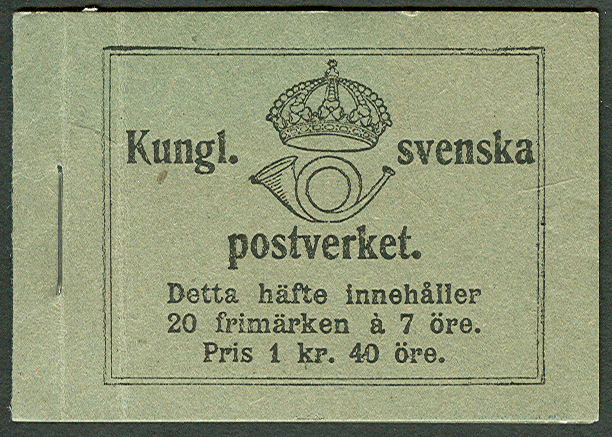 Kungl. svenska
postverket.
Detta häfte innehåller
20 frimärken à 7 öre.
Pris 1 kr. 40 öre.